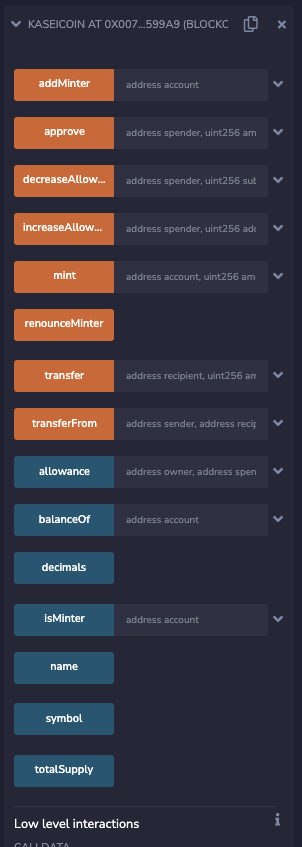 KASEICOIN AT 0X007...599A9 (BLOCKC
addMinter address account
approve address spender, uint256 am
decreaseAllow... address spender, uint256 sub
increaseAllow... address spender, uint256 add
mint address account, uint256 am
renounceMinter
transfer address recipient, uint256 am
transferFrom address sender, address recip
allowance address owner, address spen
balanceOf address account
decimals
isMinter address account
name
symbol
totalSupply
Low level interactions
CALLDATA